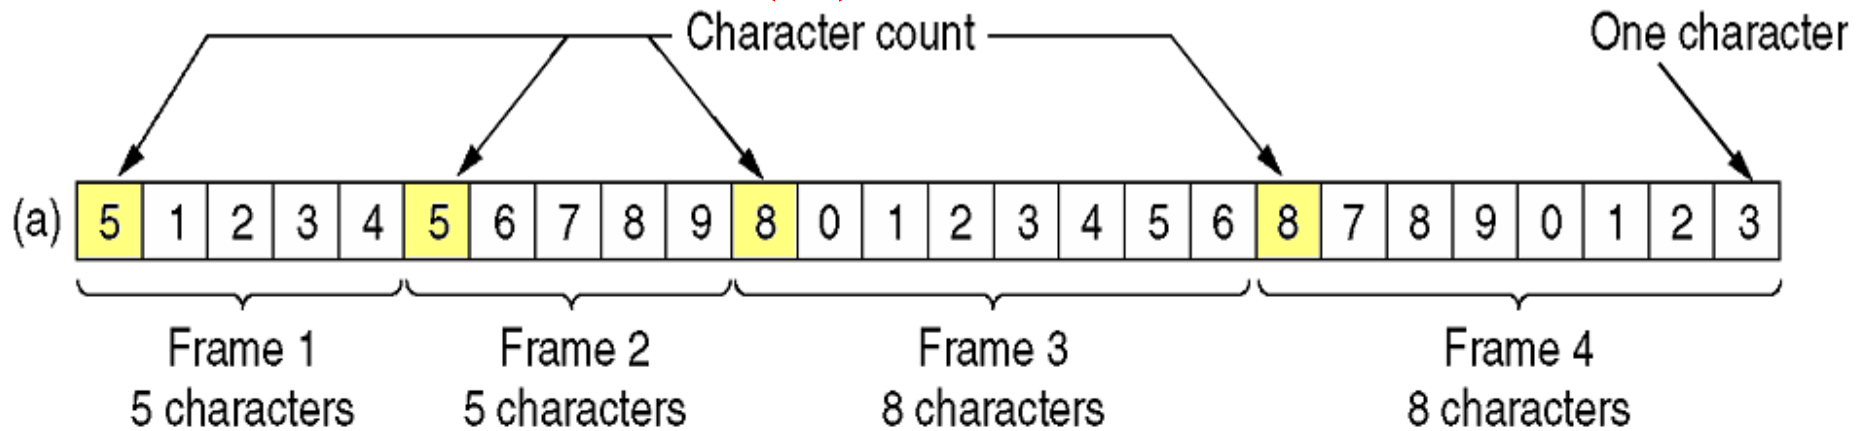 Character count
One character
(a) 5 1 2 3 4 5 6 7 8 9 8 0 1 2 3 4 5 6 8 7 8 9 0 1 2 3
Frame 1 Frame 2 Frame 3 Frame 4
5 characters 5 characters 8 characters 8 characters